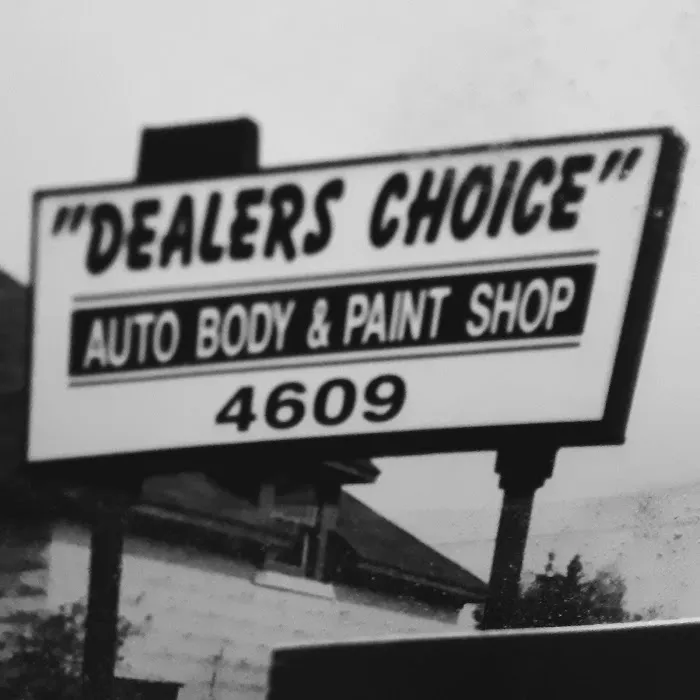 "DEALERS CHOICE"
AUTO BODY & PAINT SHOP
4609